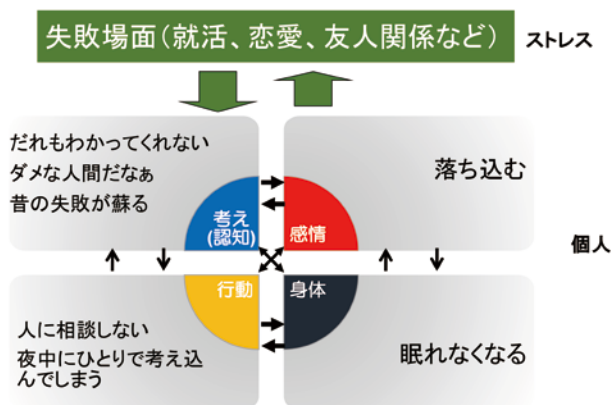 失敗場面(就活、恋愛、友人関係など)
ストレス
だれもわかってくれない
ダメな人間だなぁ
昔の失敗が蘇る
落ち込む
考え
(認知)
感情
個人
行動
身体
人に相談しない
夜中にひとりで考え込
んでしまう
眠れなくなる